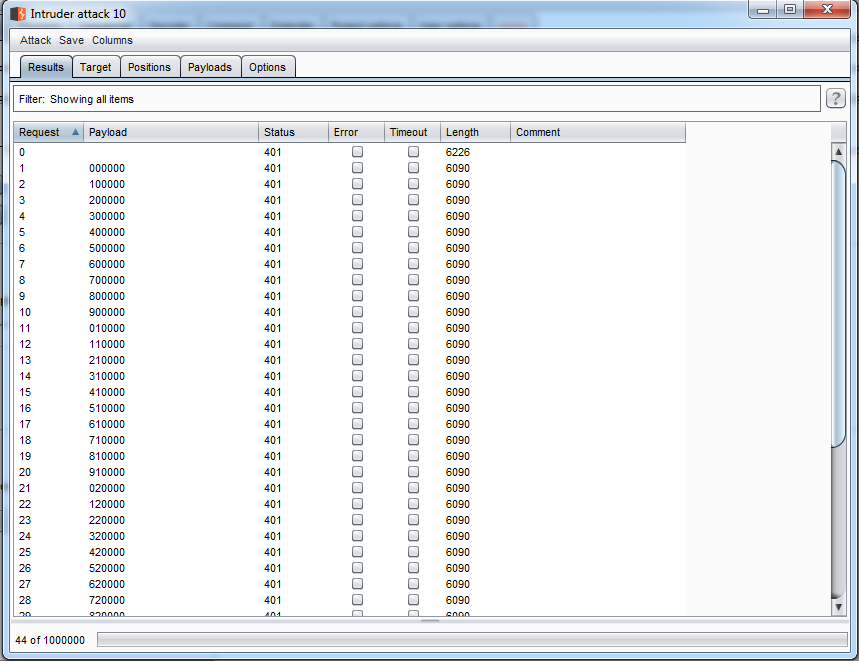 Intruder attack 10
Attack Save Columns
Results Target Positions Payloads Options
Filter: Showing all items ?
Request Payload Status Error Timeout Length Comment
0 401 6226
1 000000 401 6090
2 100000 401 6090
3 200000 401 6090
4 300000 401 6090
5 400000 401 6090
6 500000 401 6090
7 600000 401 6090
8 700000 401 6090
9 800000 401 6090
10 900000 401 6090
11 010000 401 6090
12 110000 401 6090
13 210000 401 6090
14 310000 401 6090
15 410000 401 6090
16 510000 401 6090
17 610000 401 6090
18 710000 401 6090
19 810000 401 6090
20 910000 401 6090
21 020000 401 6090
22 120000 401 6090
23 220000 401 6090
24 320000 401 6090
25 420000 401 6090
26 520000 401 6090
27 620000 401 6090
28 720000 401 6090
29 820000 401 6090
44 of 1000000